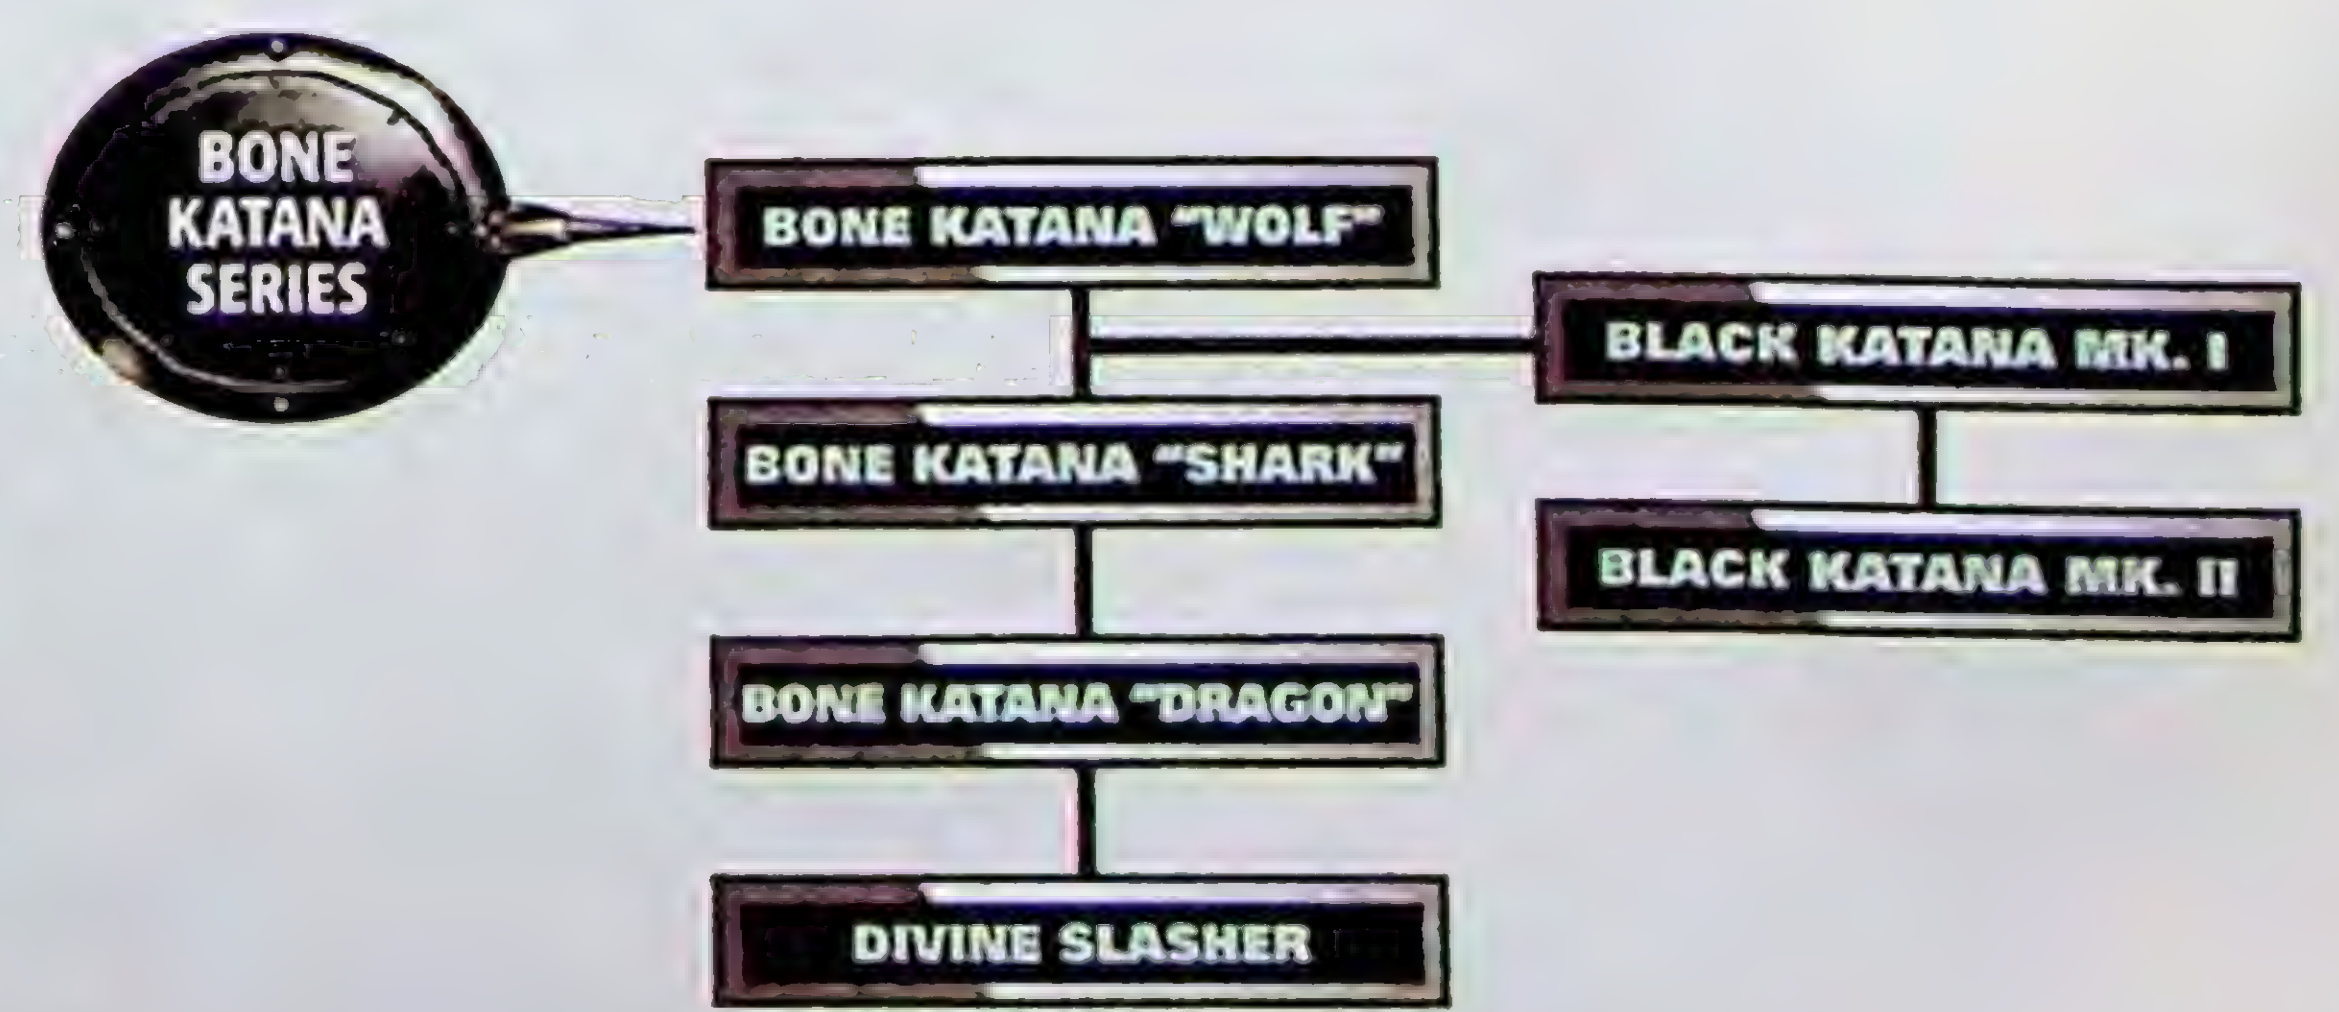 BONE
KATANA
SERIES
BONE KATANA "WOLF"
BLACK KATANA MK. I
BONE KATANA "SHARK"
BLACK KATANA MK. II
BONE KATANA "DRAGON"
DIVINE SLASHER